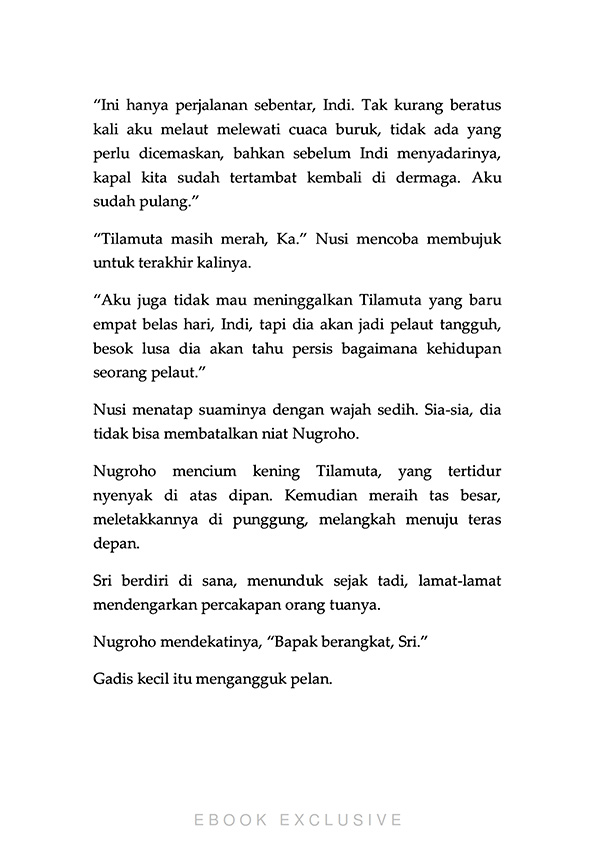 “Ini hanya perjalanan sebentar, Indi. Tak kurang beratus
kali aku melaut melewati cuaca buruk, tidak ada yang
perlu dicemaskan, bahkan sebelum Indi menyadarinya,
kapal kita sudah tertambat kembali di dermaga. Aku
sudah pulang.”
“Tilamuta masih merah, Ka.” Nusi mencoba membujuk
untuk terakhir kalinya.
“Aku juga tidak mau meninggalkan Tilamuta yang baru
empat belas hari, Indi, tapi dia akan jadi pelaut tangguh,
besok lusa dia akan tahu persis bagaimana kehidupan
seorang pelaut.”
Nusi menatap suaminya dengan wajah sedih. Sia-sia, dia
tidak bisa membatalkan niat Nugroho.
Nugroho mencium kening Tilamuta, yang tertidur
nyenyak di atas dipan. Kemudian meraih tas besar,
meletakkannya di punggung, melangkah menuju teras
depan.
Sri berdiri di sana, menunduk sejak tadi, lamat-lamat
mendengarkan percakapan orang tuanya.
Nugroho mendekatinya, “Bapak berangkat, Sri.”
Gadis kecil itu mengangguk pelan.
EBOOK EXCLUSIVE